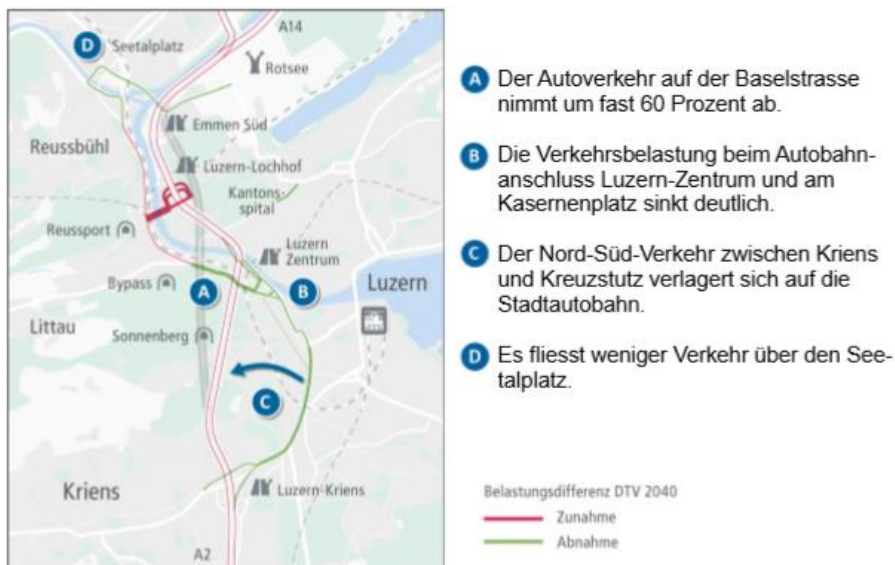 A14
D Seetalplatz
Rotsee
Emmen Süd
Reussbühl
Luzern-Lochhof
Kantons-
spital
Reussport
Luzern
Zentrum
Bypass
A
B
Luzern
Littau
Sonnenberg
C
Kriens
Luzern-Kriens
A2
A Der Autoverkehr auf der Baselstrasse
nimmt um fast 60 Prozent ab.
B Die Verkehrsbelastung beim Autobahn-
anschluss Luzern-Zentrum und am
Kasernenplatz sinkt deutlich.
C Der Nord-Süd-Verkehr zwischen Kriens
und Kreuzstutz verlagert sich auf die
Stadtautobahn.
D Es fliesst weniger Verkehr über den See-
talplatz.
Belastungsdifferenz DTV 2040
Zunahme
Abnahme